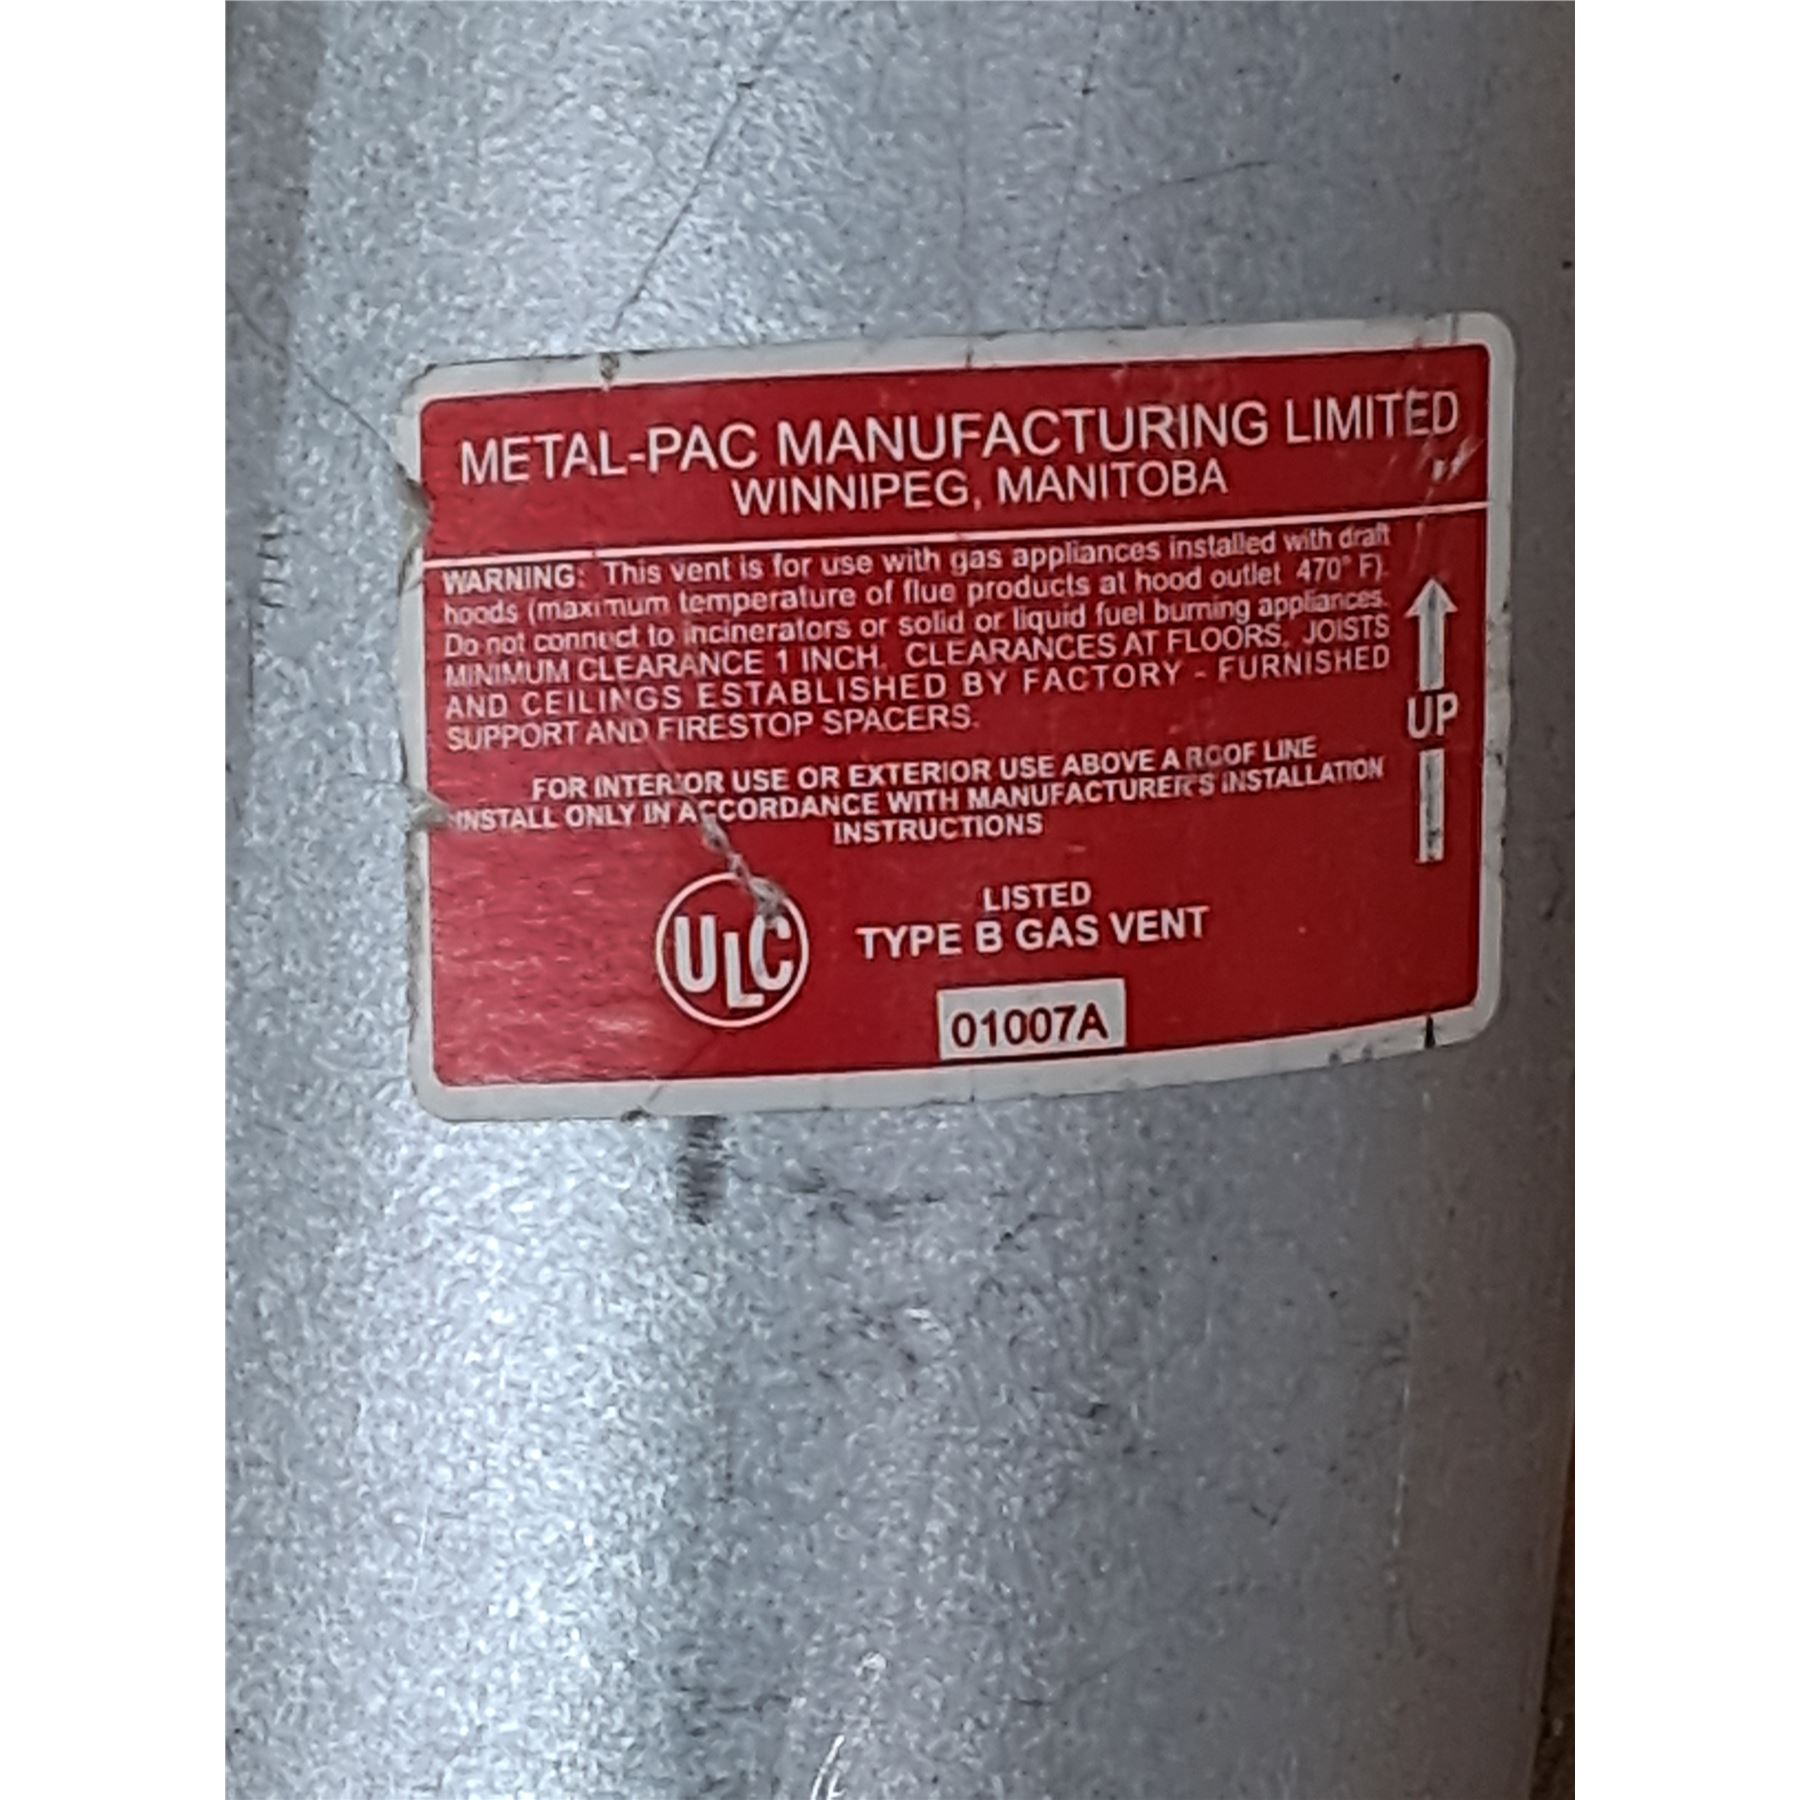 METAL-PAC MANUFACTURING LIMITED
WINNIPEG, MANITOBA
WARNING: This vent is for use with gas appliances installed with draft
hoods (maximum temperature of flue products at hood outlet 470° F).
Do not connect to incinerators or solid or liquid fuel burning appliances.
MINIMUM CLEARANCE 1 INCH. CLEARANCES AT FLOORS, JOISTS
AND CEILINGS ESTABLISHED BY FACTORY - FURNISHED
SUPPORT AND FIRESTOP SPACERS.
UP
FOR INTERIOR USE OR EXTERIOR USE ABOVE A ROOF LINE
INSTALL ONLY IN ACCORDANCE WITH MANUFACTURER'S INSTALLATION
INSTRUCTIONS
ULC
LISTED
TYPE B GAS VENT
01007A